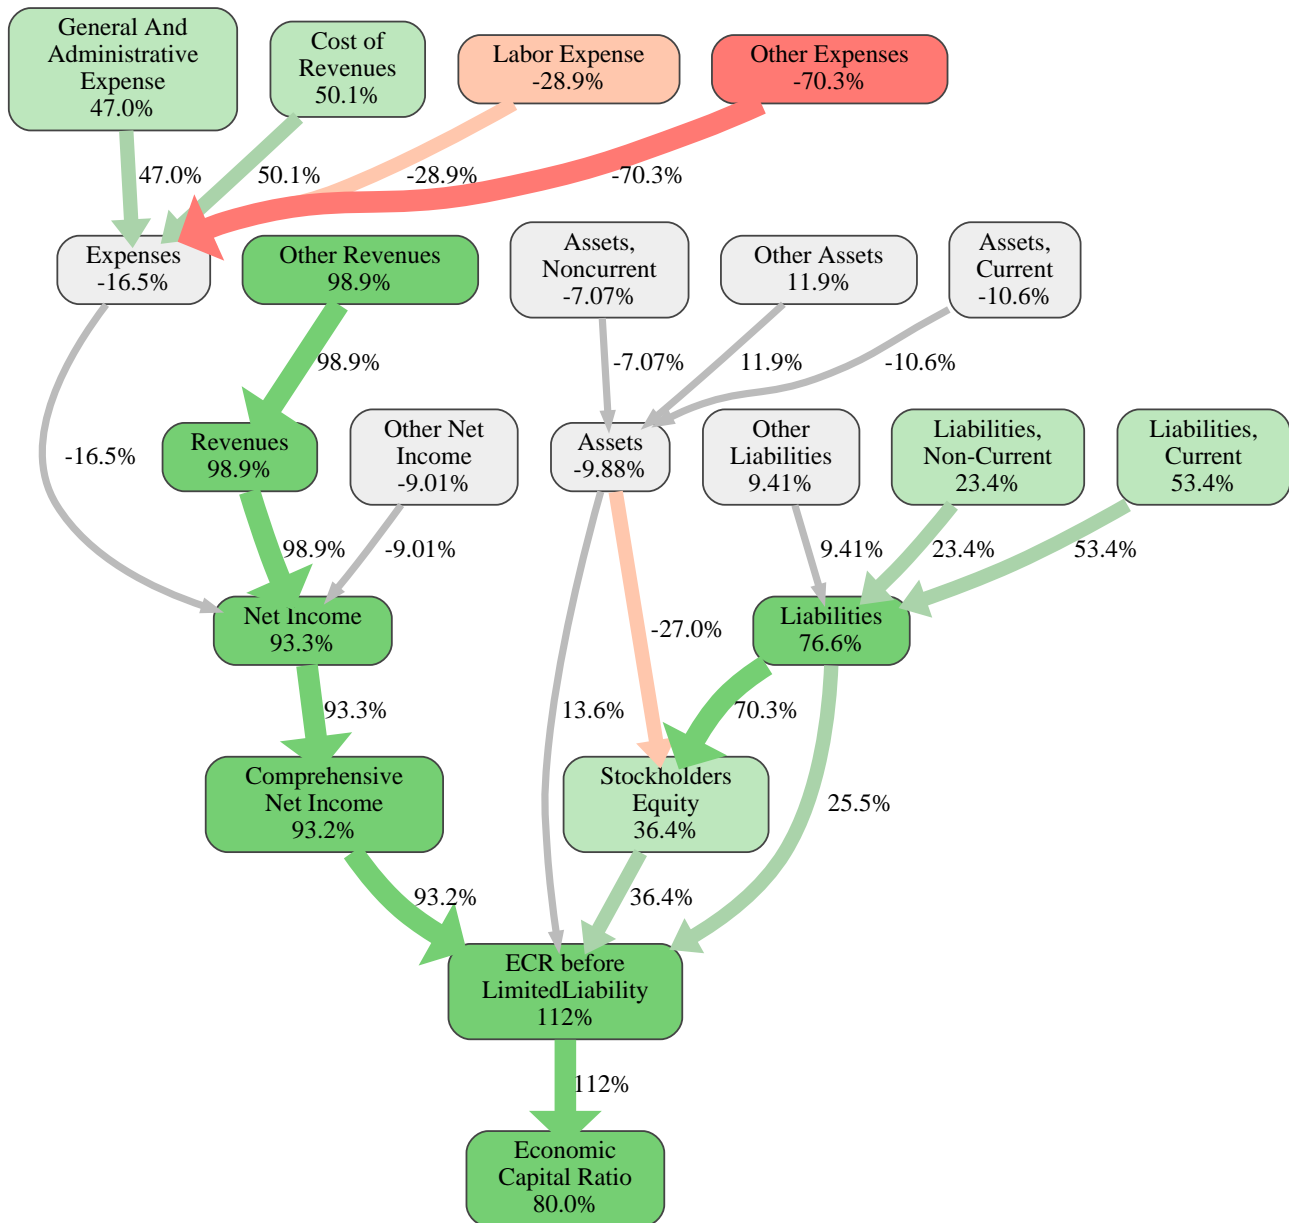 General And
Administrative
Expense
47.0%
Cost of
Revenues
50.1%
Labor Expense
-28.9%
Other Expenses
-70.3%
47.0%
50.1%
-28.9%
-70.3%
Expenses
-16.5%
Other Revenues
98.9%
Assets,
Noncurrent
-7.07%
Other Assets
11.9%
Assets,
Current
-10.6%
98.9%
-7.07%
11.9%
-10.6%
-16.5%
Revenues
98.9%
Other Net
Income
-9.01%
Assets
-9.88%
Other
Liabilities
9.41%
Liabilities,
Non-Current
23.4%
Liabilities,
Current
53.4%
98.9%
-9.01%
9.41%
23.4%
53.4%
Net Income
93.3%
-27.0%
Liabilities
76.6%
93.3%
13.6%
70.3%
Comprehensive
Net Income
93.2%
Stockholders
Equity
36.4%
25.5%
93.2%
36.4%
ECR before
LimitedLiability
112%
112%
Economic
Capital Ratio
80.0%